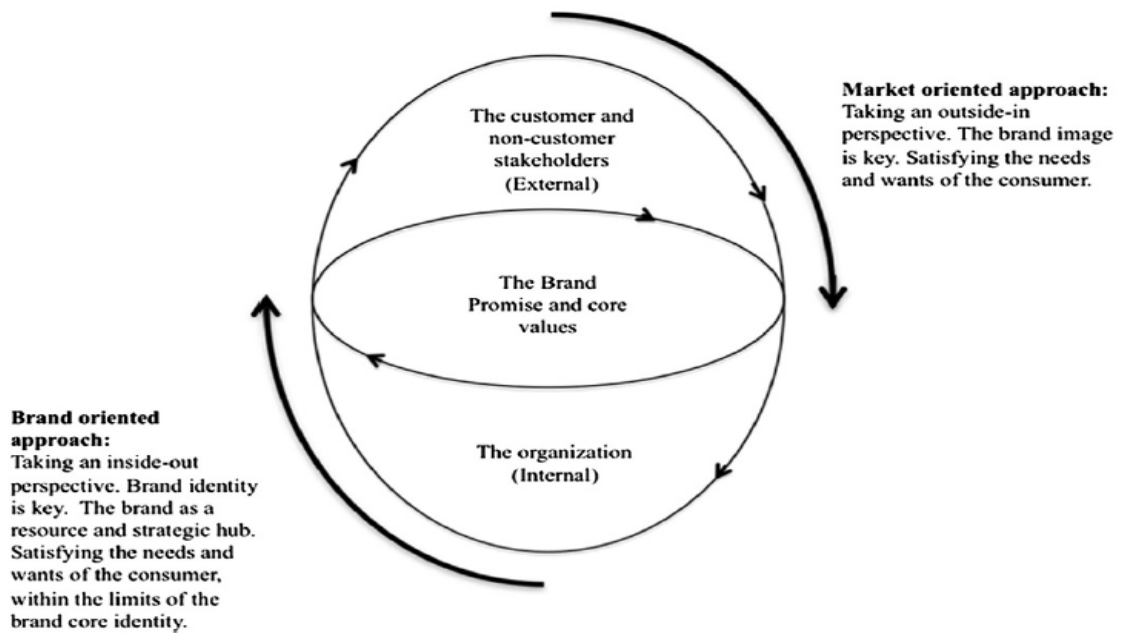 The customer and
non-customer
stakeholders
(External)
Market oriented approach:
Taking an outside-in
perspective. The brand image
is key. Satisfying the needs
and wants of the consumer.
The Brand
Promise and core
values
Brand oriented
approach:
Taking an inside-out
perspective. Brand identity
is key. The brand as a
resource and strategic hub.
Satisfying the needs and
wants of the consumer,
within the limits of the
brand core identity.
The organization
(Internal)